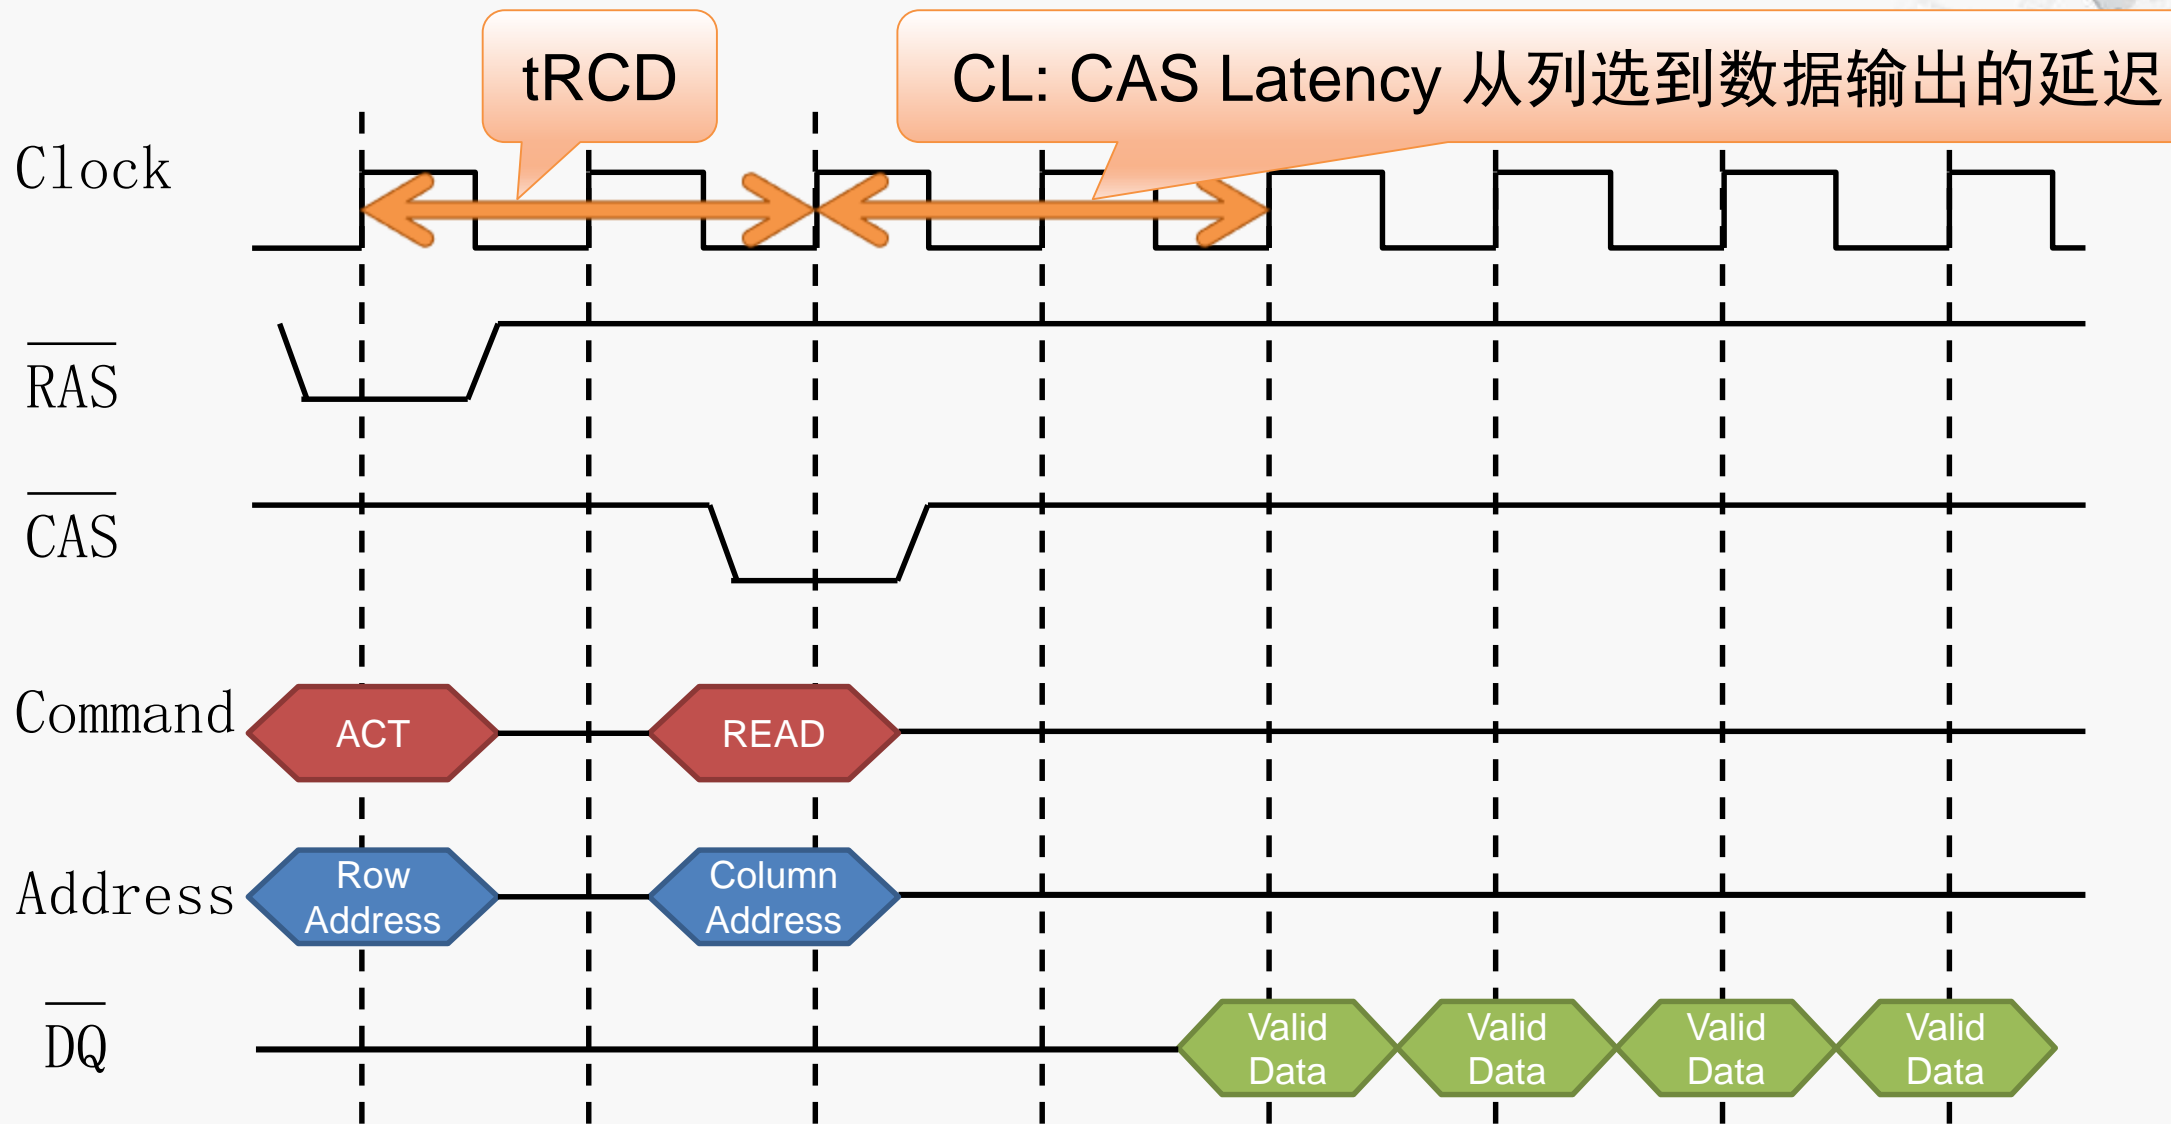 tRCD
CL: CAS Latency 从列选到数据输出的延迟
Clock
RAS
CAS
Command
ACT
READ
Address
Row
Address
Column
Address
DQ
Valid
Data
Valid
Data
Valid
Data
Valid
Data